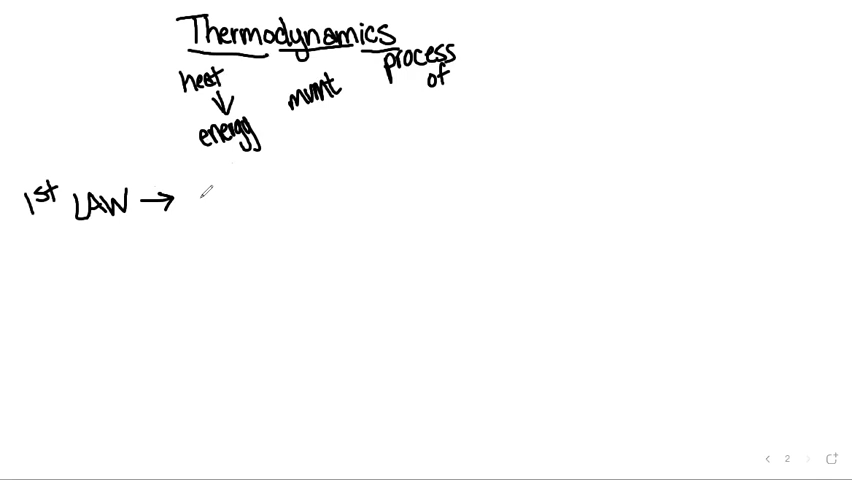 Thermodynamics
heat mvmt process of
energy
1st LAW →
2